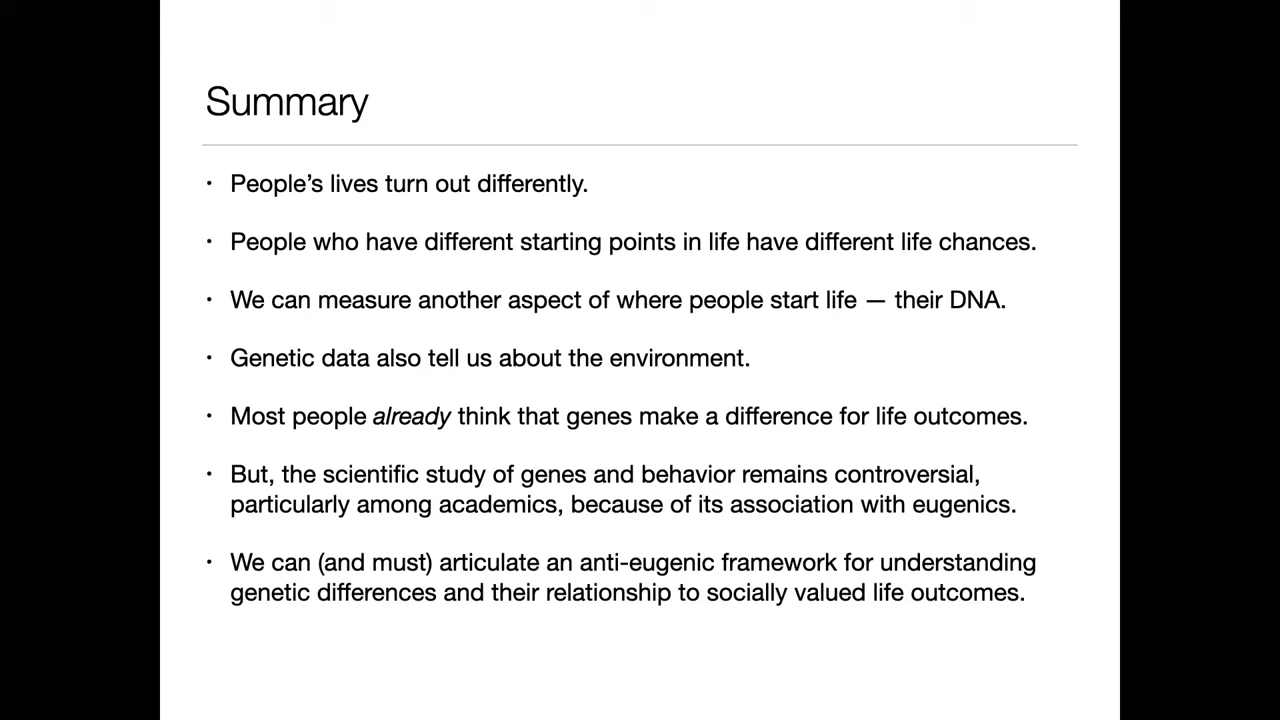 Summary
• People’s lives turn out differently.
• People who have different starting points in life have different life chances.
• We can measure another aspect of where people start life — their DNA.
• Genetic data also tell us about the environment.
• Most people already think that genes make a difference for life outcomes.
• But, the scientific study of genes and behavior remains controversial,
particularly among academics, because of its association with eugenics.
• We can (and must) articulate an anti-eugenic framework for understanding
genetic differences and their relationship to socially valued life outcomes.